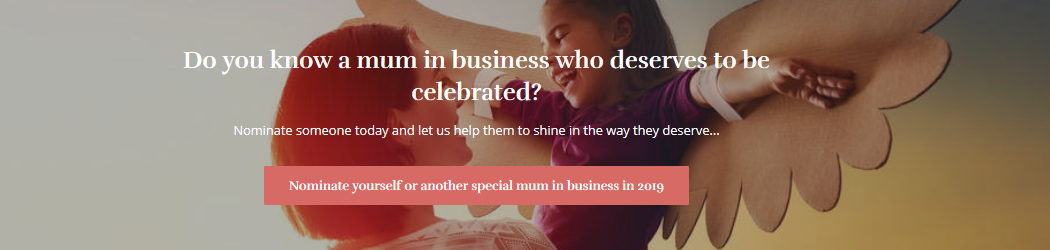 Do you know a mum in business who deserves to be
celebrated?
Nominate someone today and let us help them to shine in the way they deserve...
Nominate yourself or another special mum in business in 2019